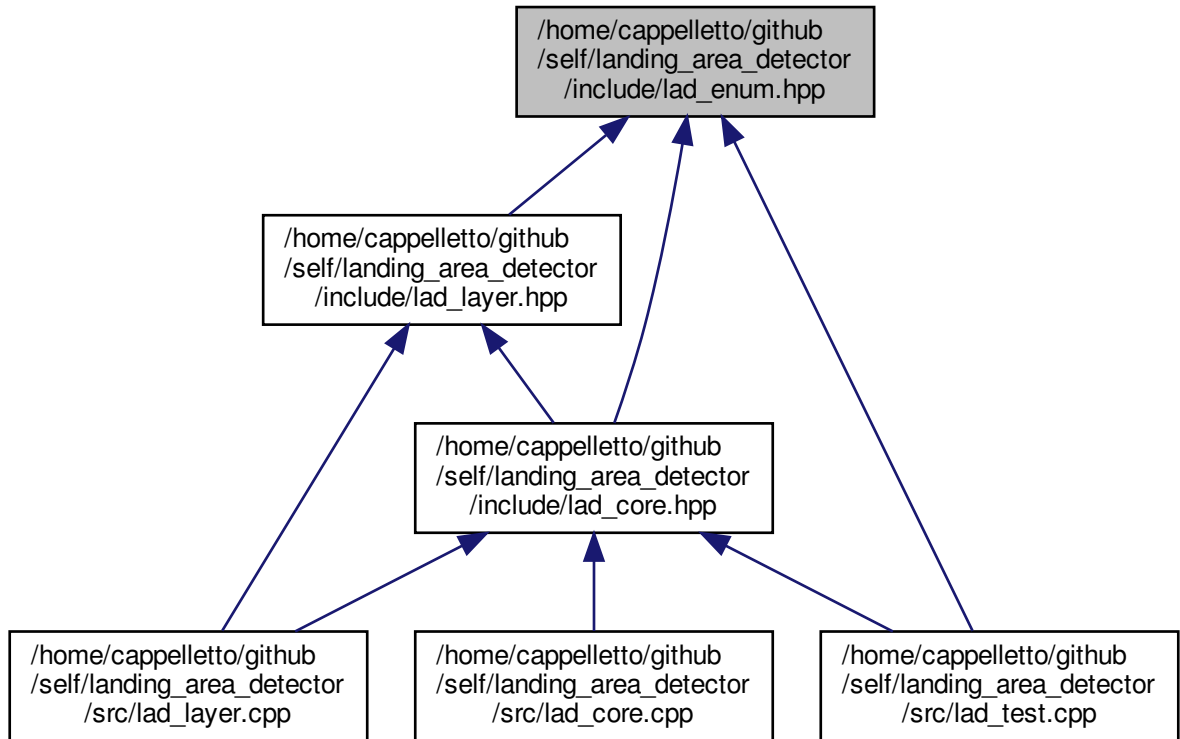 /home/cappelletto/github
/self/landing_area_detector
/include/lad_enum.hpp
/home/cappelletto/github
/self/landing_area_detector
/include/lad_layer.hpp
/home/cappelletto/github
/self/landing_area_detector
/include/lad_core.hpp
/home/cappelletto/github
/self/landing_area_detector
/src/lad_layer.cpp
/home/cappelletto/github
/self/landing_area_detector
/src/lad_core.cpp
/home/cappelletto/github
/self/landing_area_detector
/src/lad_test.cpp